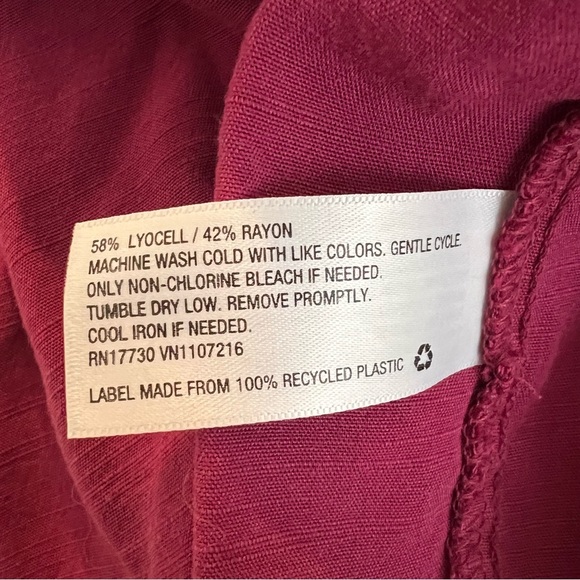 58% LYOCELL / 42% RAYON
MACHINE WASH COLD WITH LIKE COLORS. GENTLE CYCLE.
ONLY NON-CHLORINE BLEACH IF NEEDED.
TUMBLE DRY LOW. REMOVE PROMPTLY.
COOL IRON IF NEEDED.
RN17730 VN1107216
LABEL MADE FROM 100% RECYCLED PLASTIC